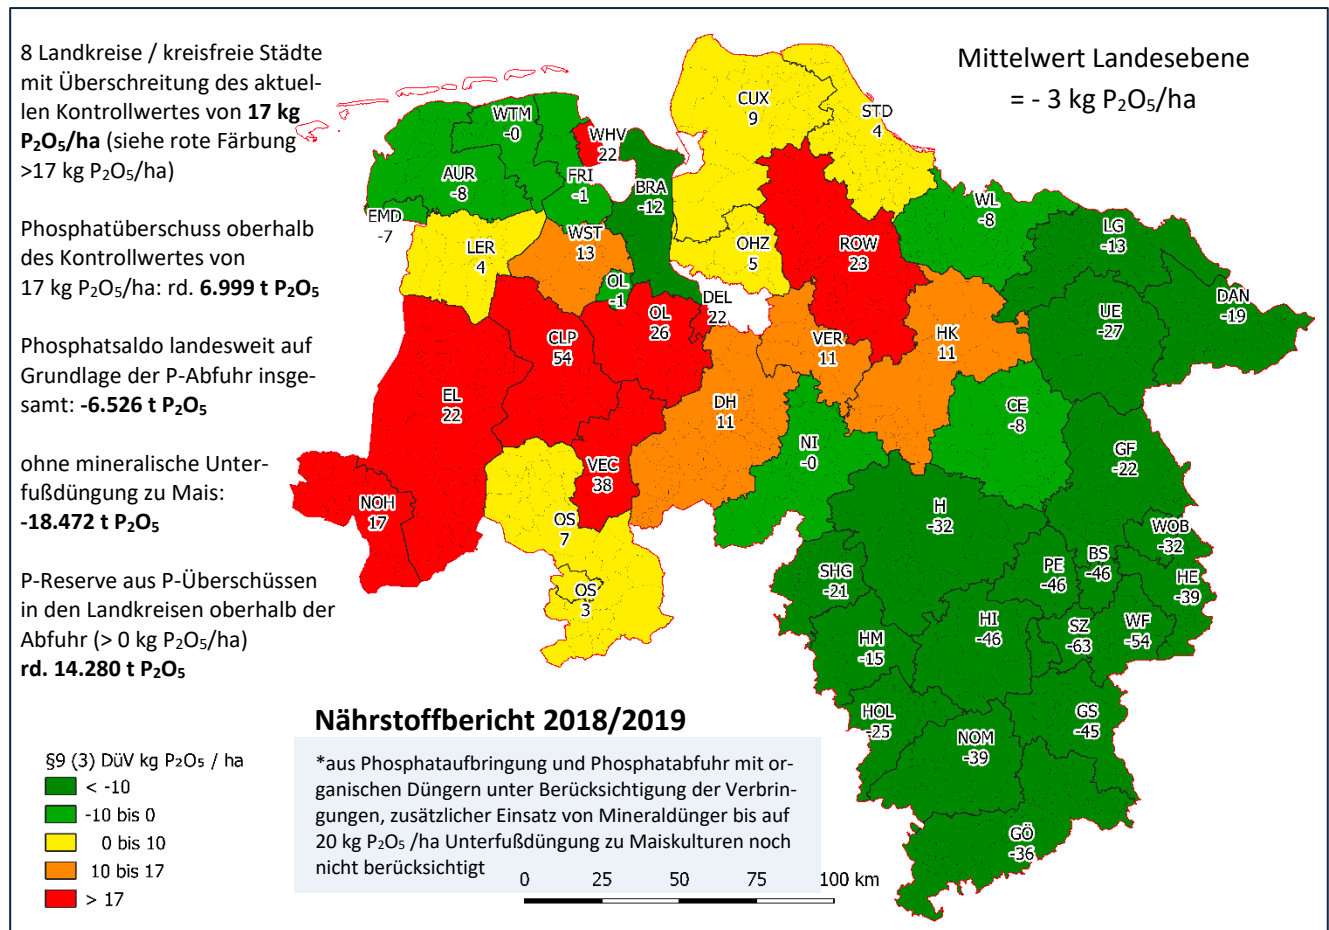 8 Landkreise / kreisfreie Städte
mit Überschreitung des aktuel-
len Kontrollwertes von 17 kg
P₂O₅/ha (siehe rote Färbung
>17 kg P₂O₅/ha)
Phosphatüberschuss oberhalb
des Kontrollwertes von
17 kg P₂O₅/ha: rd. 6.999 t P₂O₅
Phosphatsaldo landesweit auf
Grundlage der P-Abfuhr insge-
samt: -6.526 t P₂O₅
ohne mineralische Unter-
fußdüngung zu Mais:
-18.472 t P₂O₅
P-Reserve aus P-Überschüssen
in den Landkreisen oberhalb der
Abfuhr (> 0 kg P₂O₅/ha)
rd. 14.280 t P₂O₅
Mittelwert Landesebene
= - 3 kg P₂O₅/ha
CUX
9
STD
4
WTM
-0
WHV
22
AUR
-8
FRI
-1
BRA
-12
EMD
-7
LER
4
WST
13
OHZ
5
ROW
23
WL
-8
LG
-13
DAN
-19
UE
-27
OL
-1
DEL
22
OL
26
CLP
54
VER
11
HK
11
EL
22
DH
11
CE
-8
NI
-0
GF
-22
VEC
38
NOH
17
OS
7
H
-32
WOB
-32
OS
3
SHG
-21
PE
-46
BS
-46
HE
-39
HI
-46
SZ
-63
WF
-54
HM
-15
HOL
-25
NOM
-39
GS
-45
GÖ
-36
Nährstoffbericht 2018/2019
*aus Phosphataufbringung und Phosphatabfuhr mit or-
ganischen Düngern unter Berücksichtigung der Verbrin-
gungen, zusätzlicher Einsatz von Mineraldünger bis auf
20 kg P₂O₅ /ha Unterfußdüngung zu Maiskulturen noch
nicht berücksichtigt
§9 (3) DüV kg P₂O₅ / ha
< -10
-10 bis 0
0 bis 10
10 bis 17
> 17
0 25 50 75 100 km